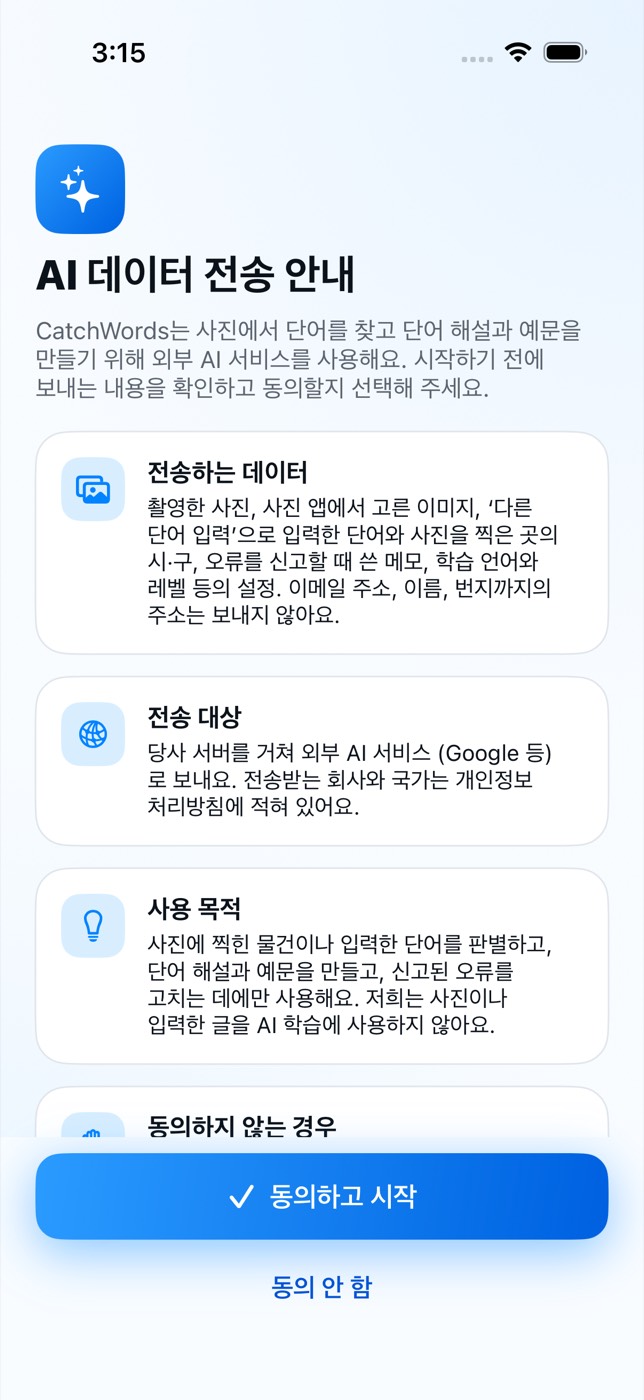 3:15
AI 데이터 전송 안내
CatchWords는 사진에서 단어를 찾고 단어 해설과 예문을
만들기 위해 외부 AI 서비스를 사용해요. 시작하기 전에
보내는 내용을 확인하고 동의할지 선택해 주세요.
전송하는 데이터
촬영한 사진, 사진 앱에서 고른 이미지, ‘다른
단어 입력’으로 입력한 단어와 사진을 찍은 곳의
시·구, 오류를 신고할 때 쓴 메모, 학습 언어와
레벨 등의 설정. 이메일 주소, 이름, 번지까지의
주소는 보내지 않아요.
전송 대상
당사 서버를 거쳐 외부 AI 서비스 (Google 등)
로 보내요. 전송받는 회사와 국가는 개인정보
처리방침에 적혀 있어요.
사용 목적
사진에 찍힌 물건이나 입력한 단어를 판별하고,
단어 해설과 예문을 만들고, 신고된 오류를
고치는 데에만 사용해요. 저희는 사진이나
입력한 글을 AI 학습에 사용하지 않아요.
동의하지 않는 경우
동의하고 시작
동의 안 함